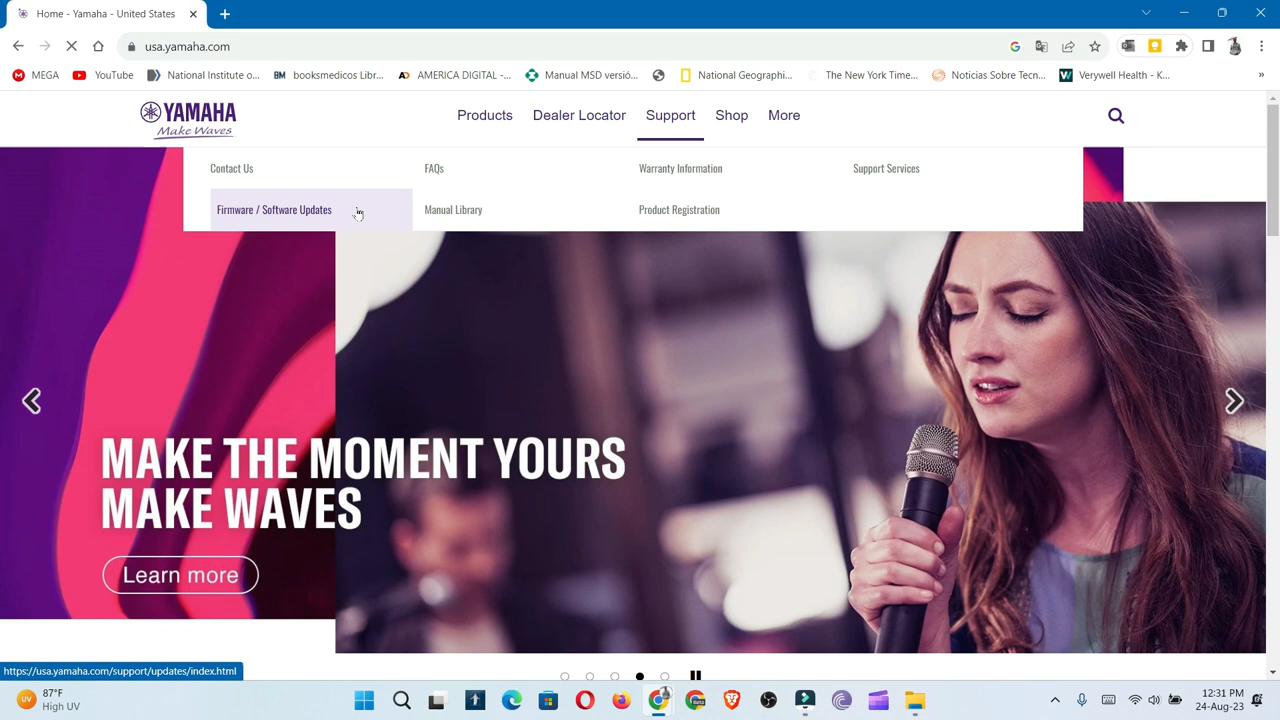 Home - Yamaha - United States
usa.yamaha.com
MEGA
YouTube
National Institute o...
BM booksmedicos Libr...
AD AMERICA DIGITAL -...
Manual MSD versió...
National Geographi...
The New York Time...
Noticias Sobre Tecn...
Verywell Health - K...
»
YAMAHA
Make Waves
Products
Dealer Locator
Support
Shop
More
Contact Us
FAQs
Warranty Information
Support Services
Firmware / Software Updates
Manual Library
Product Registration
MAKE THE MOMENT YOURS
MAKE WAVES
Learn more
https://usa.yamaha.com/support/updates/index.html
UV
87°F
High UV
Beta
12:31 PM
24-Aug-23